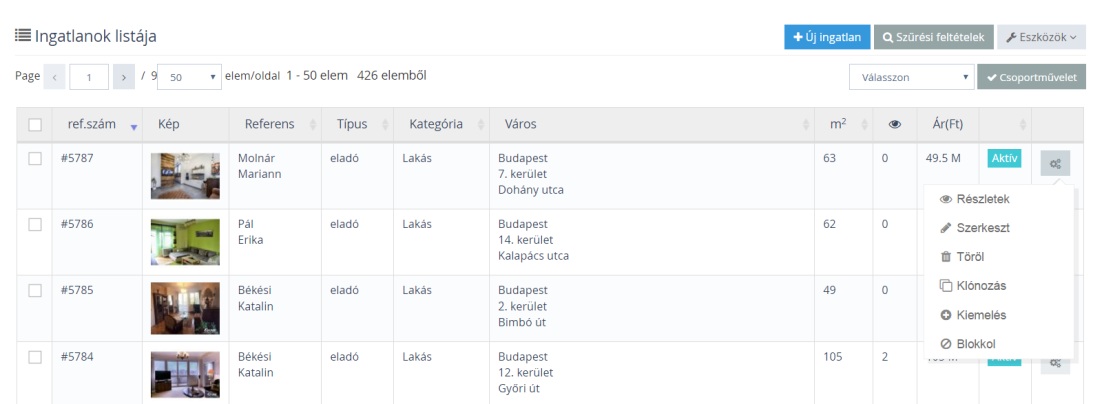 Ingatlanok listája
Új ingatlan
Szűrési feltételek
Eszközök
Page 1 / 9 50 elem/oldal 1 - 50 elem 426 elemből
Válasszon
Csoportművelet
ref.szám Kép Referens Típus Kategória Város m² Ár(Ft)
#5787 Molnár eladó Lakás Budapest 63 0 49.5 M Aktív
Mariann 7. kerület
Dohány utca
Részletek
Szerkeszt
Töröl
Klónozás
Kiemelés
Blokkol
#5786 Pál eladó Lakás Budapest 62 0
Erika 14. kerület
Kalapács utca
#5785 Békési eladó Lakás Budapest 49 0
Katalin 2. kerület
Bimbó út
#5784 Békési eladó Lakás Budapest 105 2
Katalin 12. kerület
Győri út